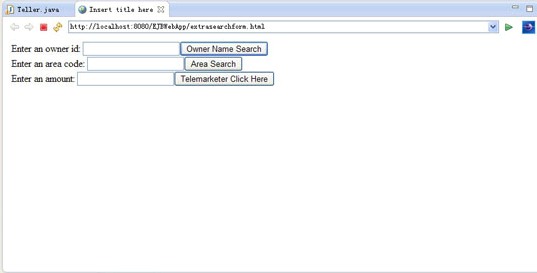 Teller.java Insert title here
http://localhost:8080/EJBWebApp/extrasearchform.html
Enter an owner id: Owner Name Search
Enter an area code: Area Search
Enter an amount: Telemarketer Click Here